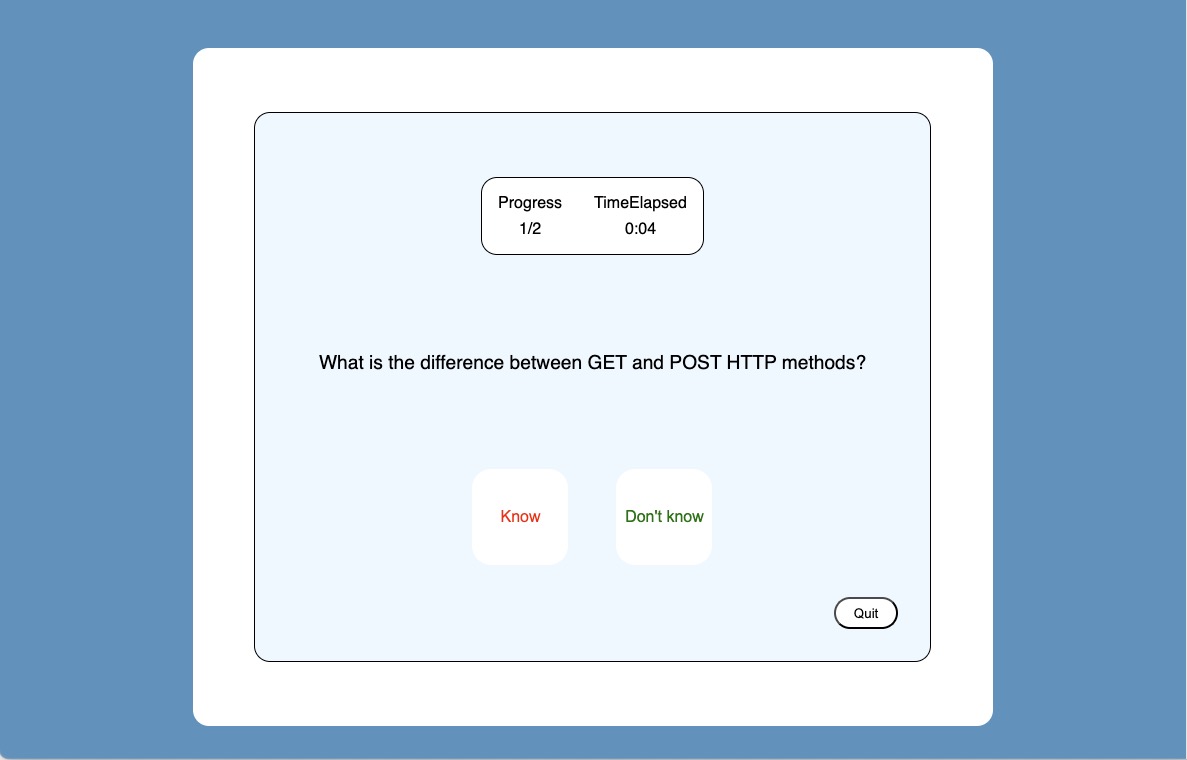 Progress TimeElapsed
1/2 0:04
What is the difference between GET and POST HTTP methods?
Know Don't know
Quit